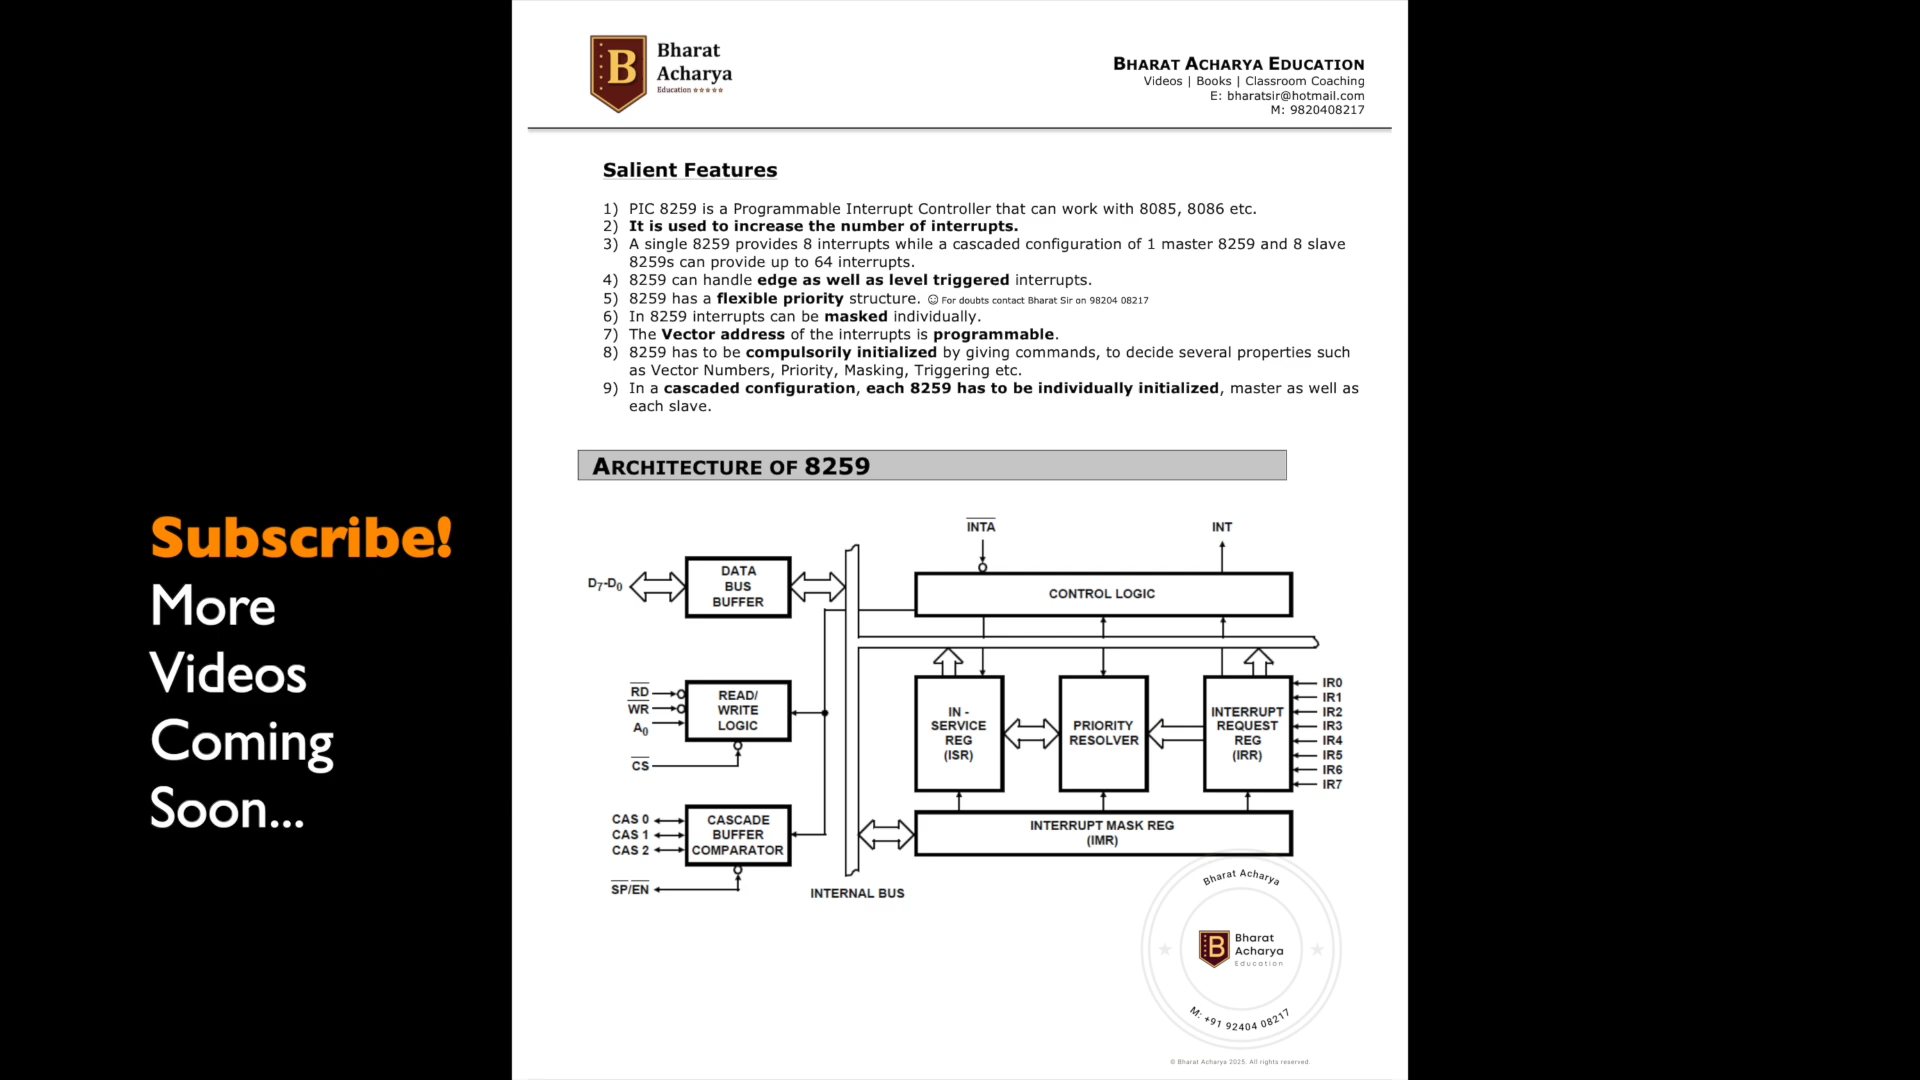 Bharat
Acharya
Education ☆☆☆☆☆
BHARAT ACHARYA EDUCATION
Videos | Books | Classroom Coaching
E: bharatsir@hotmail.com
M: 9820408217
Salient Features
1) PIC 8259 is a Programmable Interrupt Controller that can work with 8085, 8086 etc.
2) It is used to increase the number of interrupts.
3) A single 8259 provides 8 interrupts while a cascaded configuration of 1 master 8259 and 8 slave
8259s can provide up to 64 interrupts.
4) 8259 can handle edge as well as level triggered interrupts.
5) 8259 has a flexible priority structure. ☺ For doubts contact Bharat Sir on 98204 08217
6) In 8259 interrupts can be masked individually.
7) The Vector address of the interrupts is programmable.
8) 8259 has to be compulsorily initialized by giving commands, to decide several properties such
as Vector Numbers, Priority, Masking, Triggering etc.
9) In a cascaded configuration, each 8259 has to be individually initialized, master as well as
each slave.
ARCHITECTURE OF 8259
Subscribe!
More
Videos
Coming
Soon...
INTA
INT
D7-D0
DATA
BUS
BUFFER
CONTROL LOGIC
RD
WR
A0
CS
READ/
WRITE
LOGIC
IN -
SERVICE
REG
(ISR)
PRIORITY
RESOLVER
INTERRUPT
REQUEST
REG
(IRR)
IR0
IR1
IR2
IR3
IR4
IR5
IR6
IR7
CAS 0
CAS 1
CAS 2
CASCADE
BUFFER
COMPARATOR
INTERRUPT MASK REG
(IMR)
SP/EN
INTERNAL BUS
Bharat Acharya
B Bharat
Acharya
Education
M: +91 92404 08217
© Bharat Acharya 2025. All rights reserved.